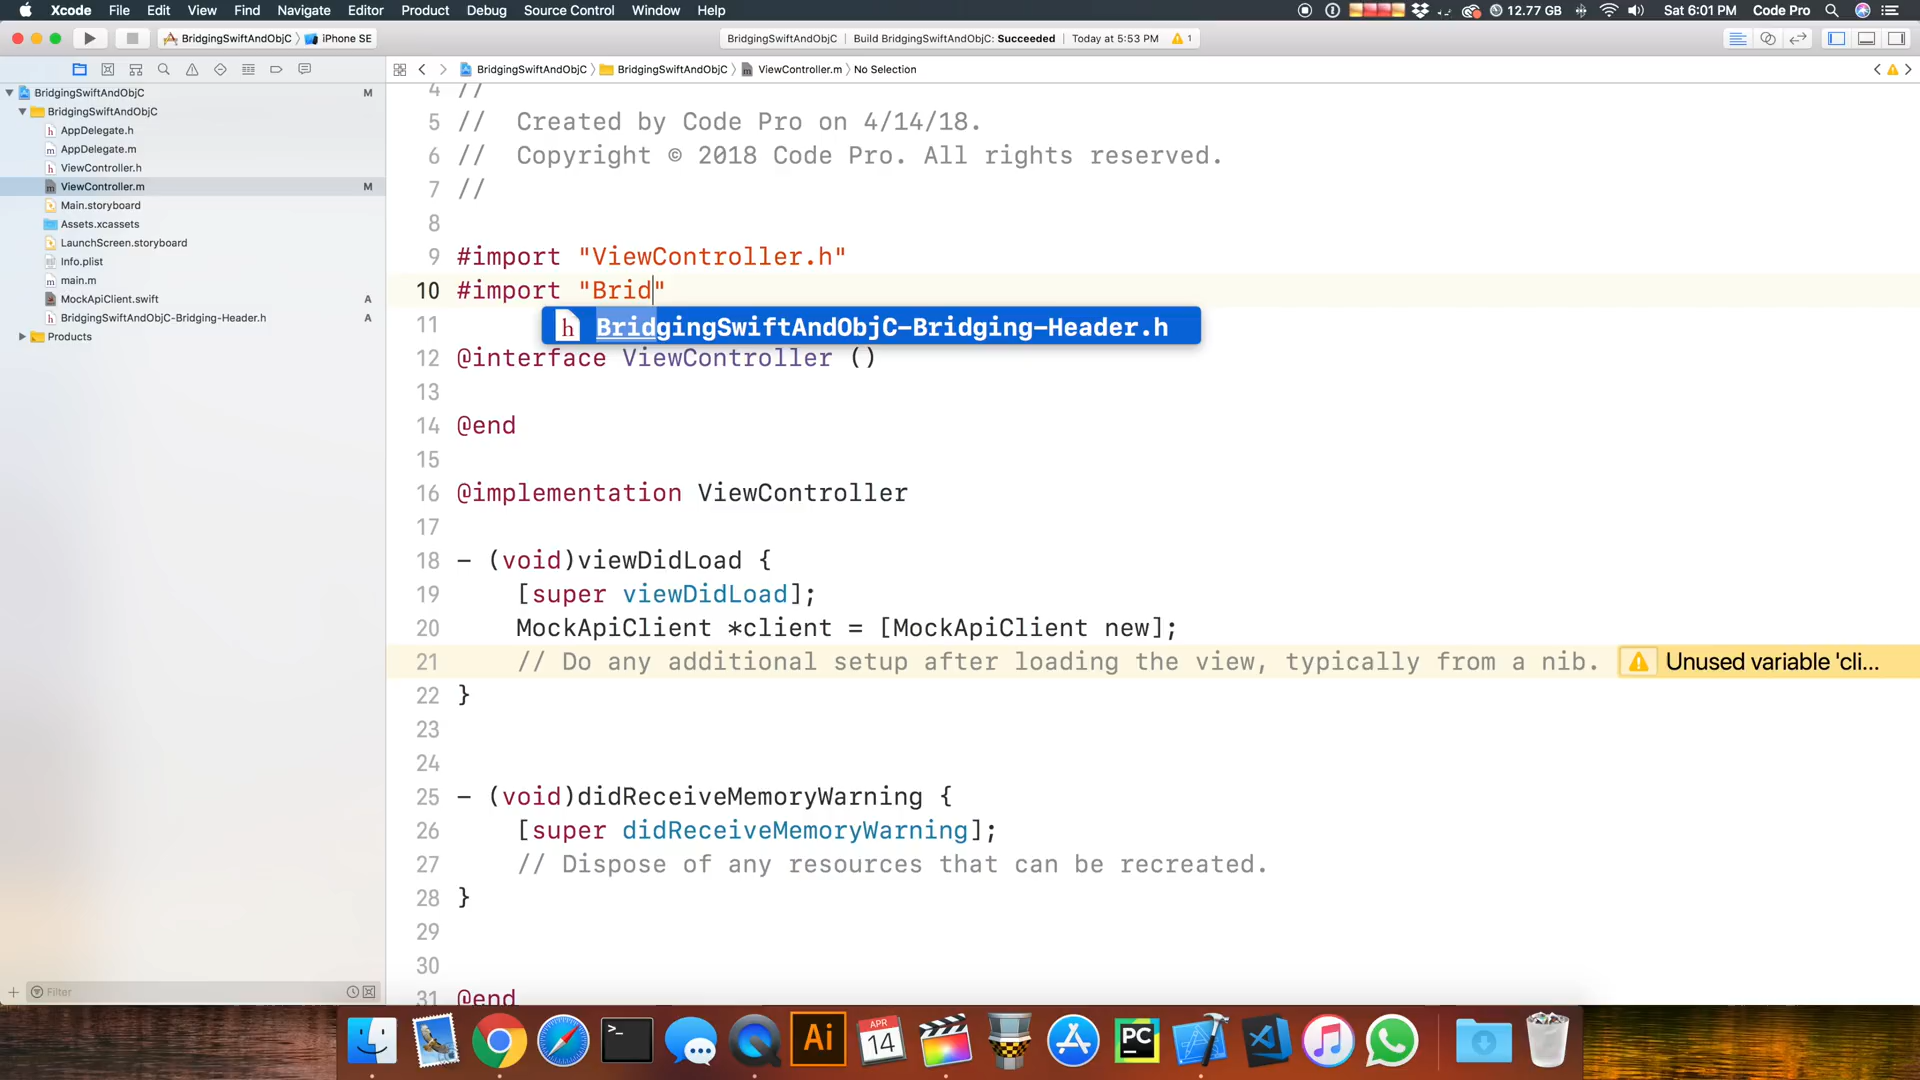 Xcode File Edit View Find Navigate Editor Product Debug Source Control Window Help 12.77 GB Sat 6:01 PM Code Pro
BridgingSwiftAndObjC 〉 iPhone SE BridgingSwiftAndObjC | Build BridgingSwiftAndObjC: Succeeded | Today at 5:53 PM 1
BridgingSwiftAndObjC 〉 BridgingSwiftAndObjC 〉 ViewController.m 〉 No Selection
BridgingSwiftAndObjC M
BridgingSwiftAndObjC
AppDelegate.h
AppDelegate.m
ViewController.h
ViewController.m M
Main.storyboard
Assets.xcassets
LaunchScreen.storyboard
Info.plist
main.m
MockApiClient.swift A
BridgingSwiftAndObjC-Bridging-Header.h A
Products
Filter
4 //
5 // Created by Code Pro on 4/14/18.
6 // Copyright © 2018 Code Pro. All rights reserved.
7 //
8
9 #import "ViewController.h"
10 #import "Brid"
h BridgingSwiftAndObjC-Bridging-Header.h
11
12 @interface ViewController ()
13
14 @end
15
16 @implementation ViewController
17
18 - (void)viewDidLoad {
19 [super viewDidLoad];
20 MockApiClient *client = [MockApiClient new];
21 // Do any additional setup after loading the view, typically from a nib. Unused variable 'cli...
22 }
23
24
25 - (void)didReceiveMemoryWarning {
26 [super didReceiveMemoryWarning];
27 // Dispose of any resources that can be recreated.
28 }
29
30
31 @end
>_ Ai APR 14 PC